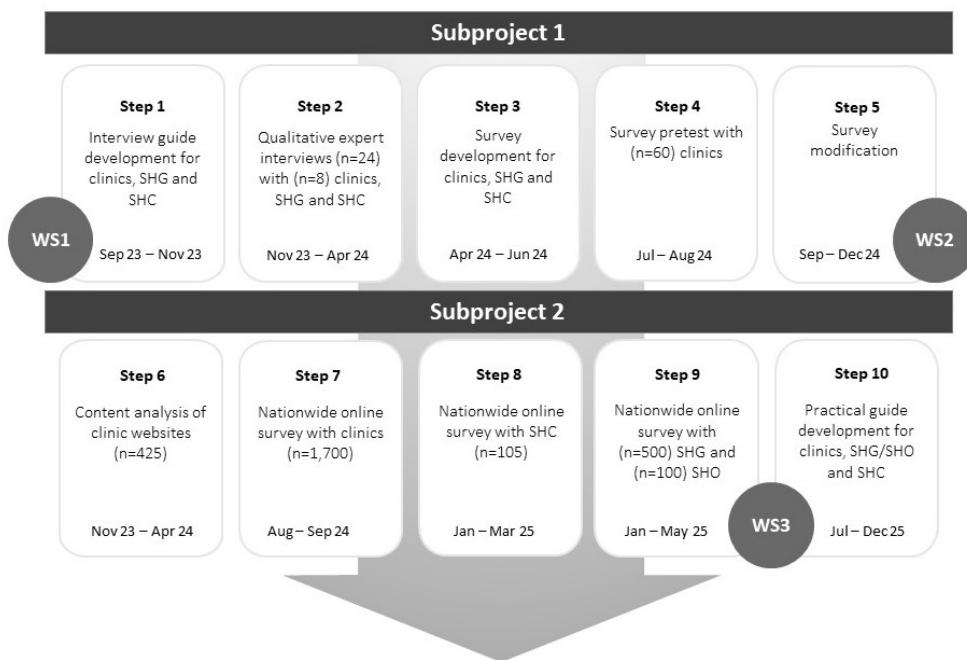 Subproject 1
Step 1
Interview guide
development for
clinics, SHG and
SHC
Sep 23 – Nov 23
Step 2
Qualitative expert
interviews (n=24)
with (n=8) clinics,
SHG and SHC
Nov 23 – Apr 24
Step 3
Survey
development for
clinics, SHG and
SHC
Apr 24 – Jun 24
Step 4
Survey pretest with
(n=60) clinics
Jul – Aug 24
Step 5
Survey
modification
Sep – Dec 24
WS1
WS2
Subproject 2
Step 6
Content analysis of
clinic websites
(n=425)
Nov 23 – Apr 24
Step 7
Nationwide online
survey with clinics
(n=1,700)
Aug – Sep 24
Step 8
Nationwide online
survey with SHC
(n=105)
Jan – Mar 25
Step 9
Nationwide online
survey with
(n=500) SHG and
(n=100) SHO
Jan – May 25
WS3
Step 10
Practical guide
development for
clinics, SHG/SHO
and SHC
Jul – Dec 25